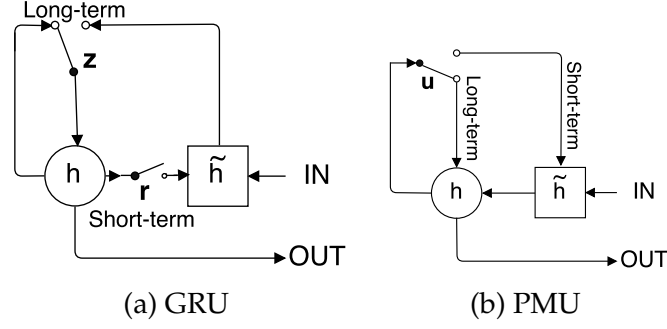 Long-term
z
h
r
h̃
IN
Short-term
OUT
(a) GRU
u
Long-term
Short-term
h
h̃
IN
OUT
(b) PMU